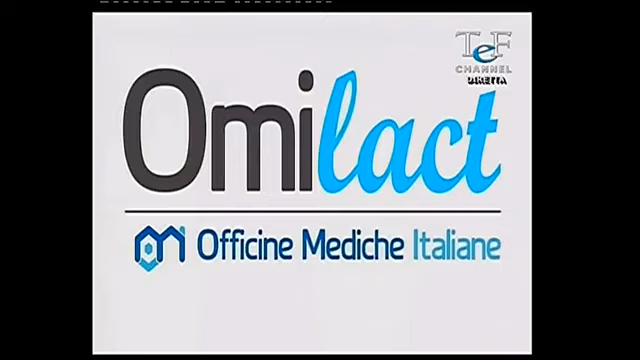 TeF
CHANNEL
DIRETTA
Omilact
Officine Mediche Italiane